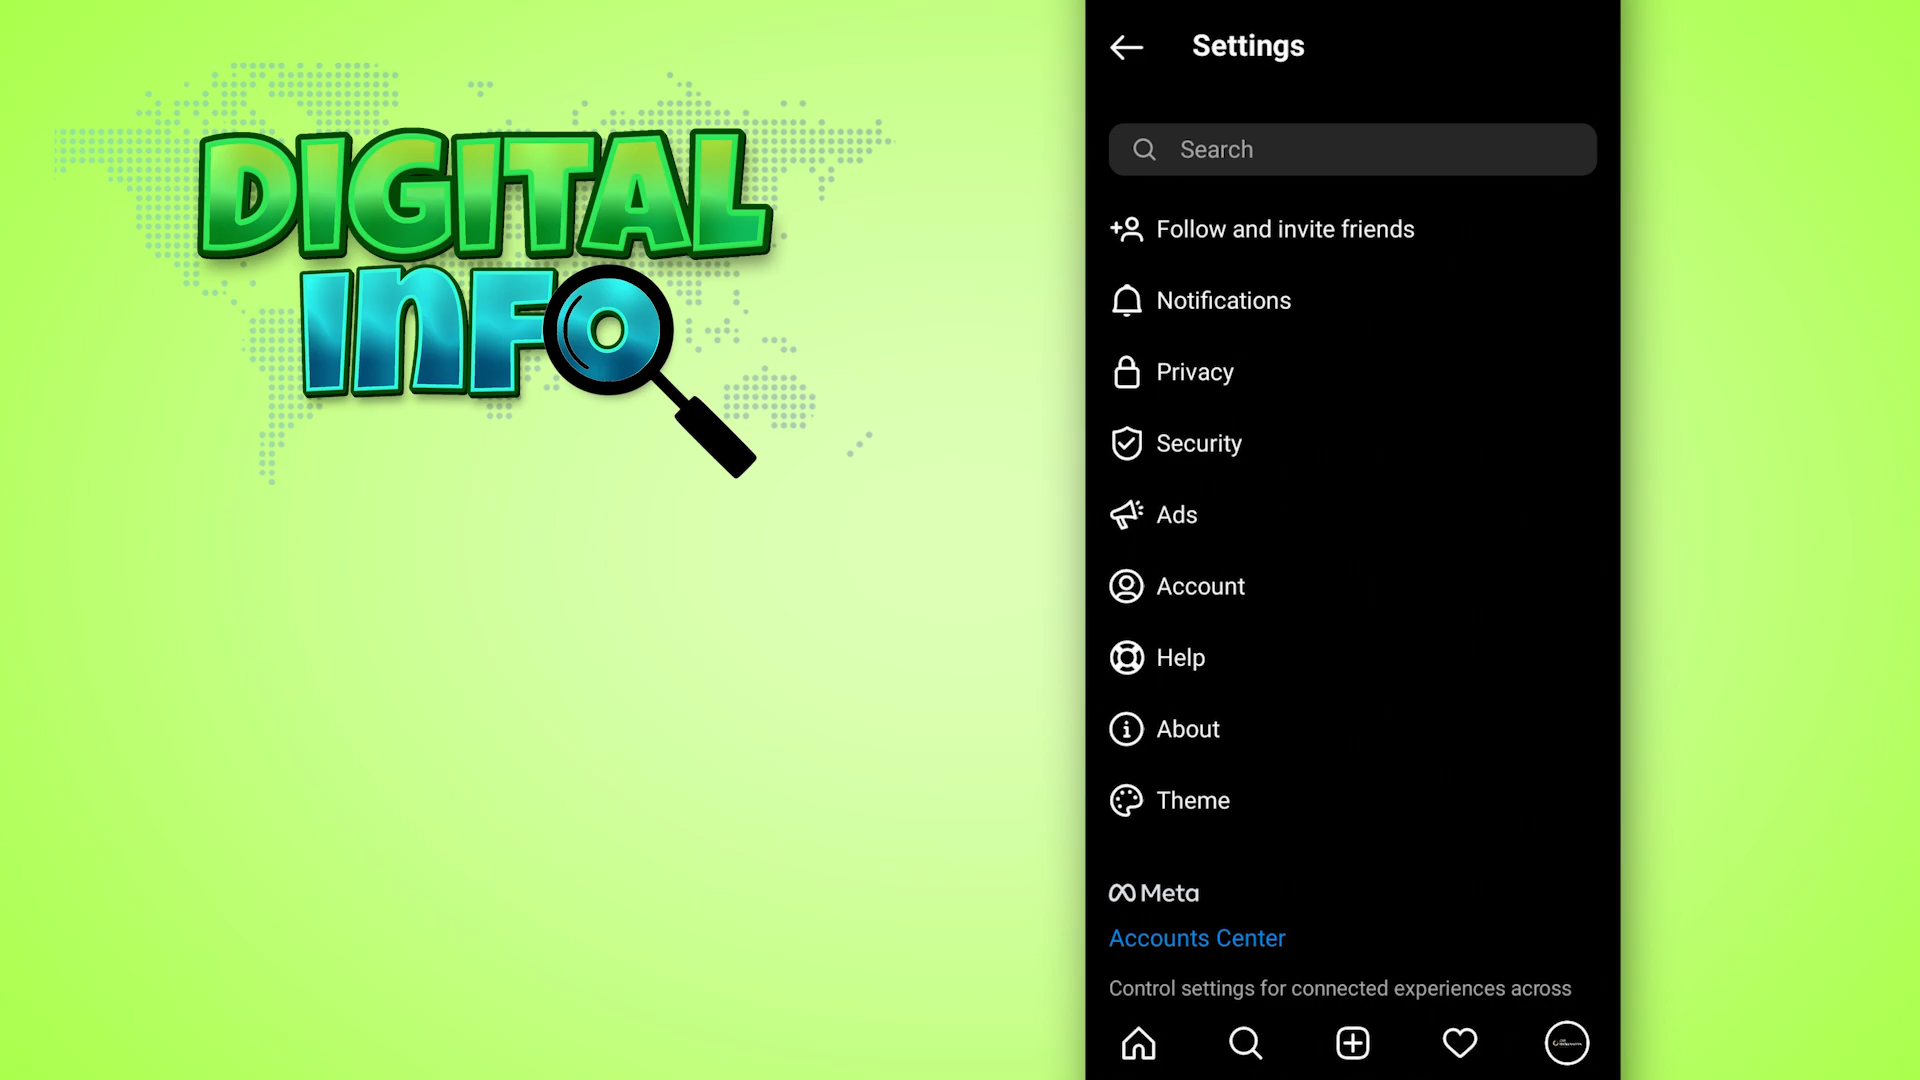 DIGITAL
INFO
Settings
Search
Follow and invite friends
Notifications
Privacy
Security
Ads
Account
Help
About
Theme
Meta
Accounts Center
Control settings for connected experiences across